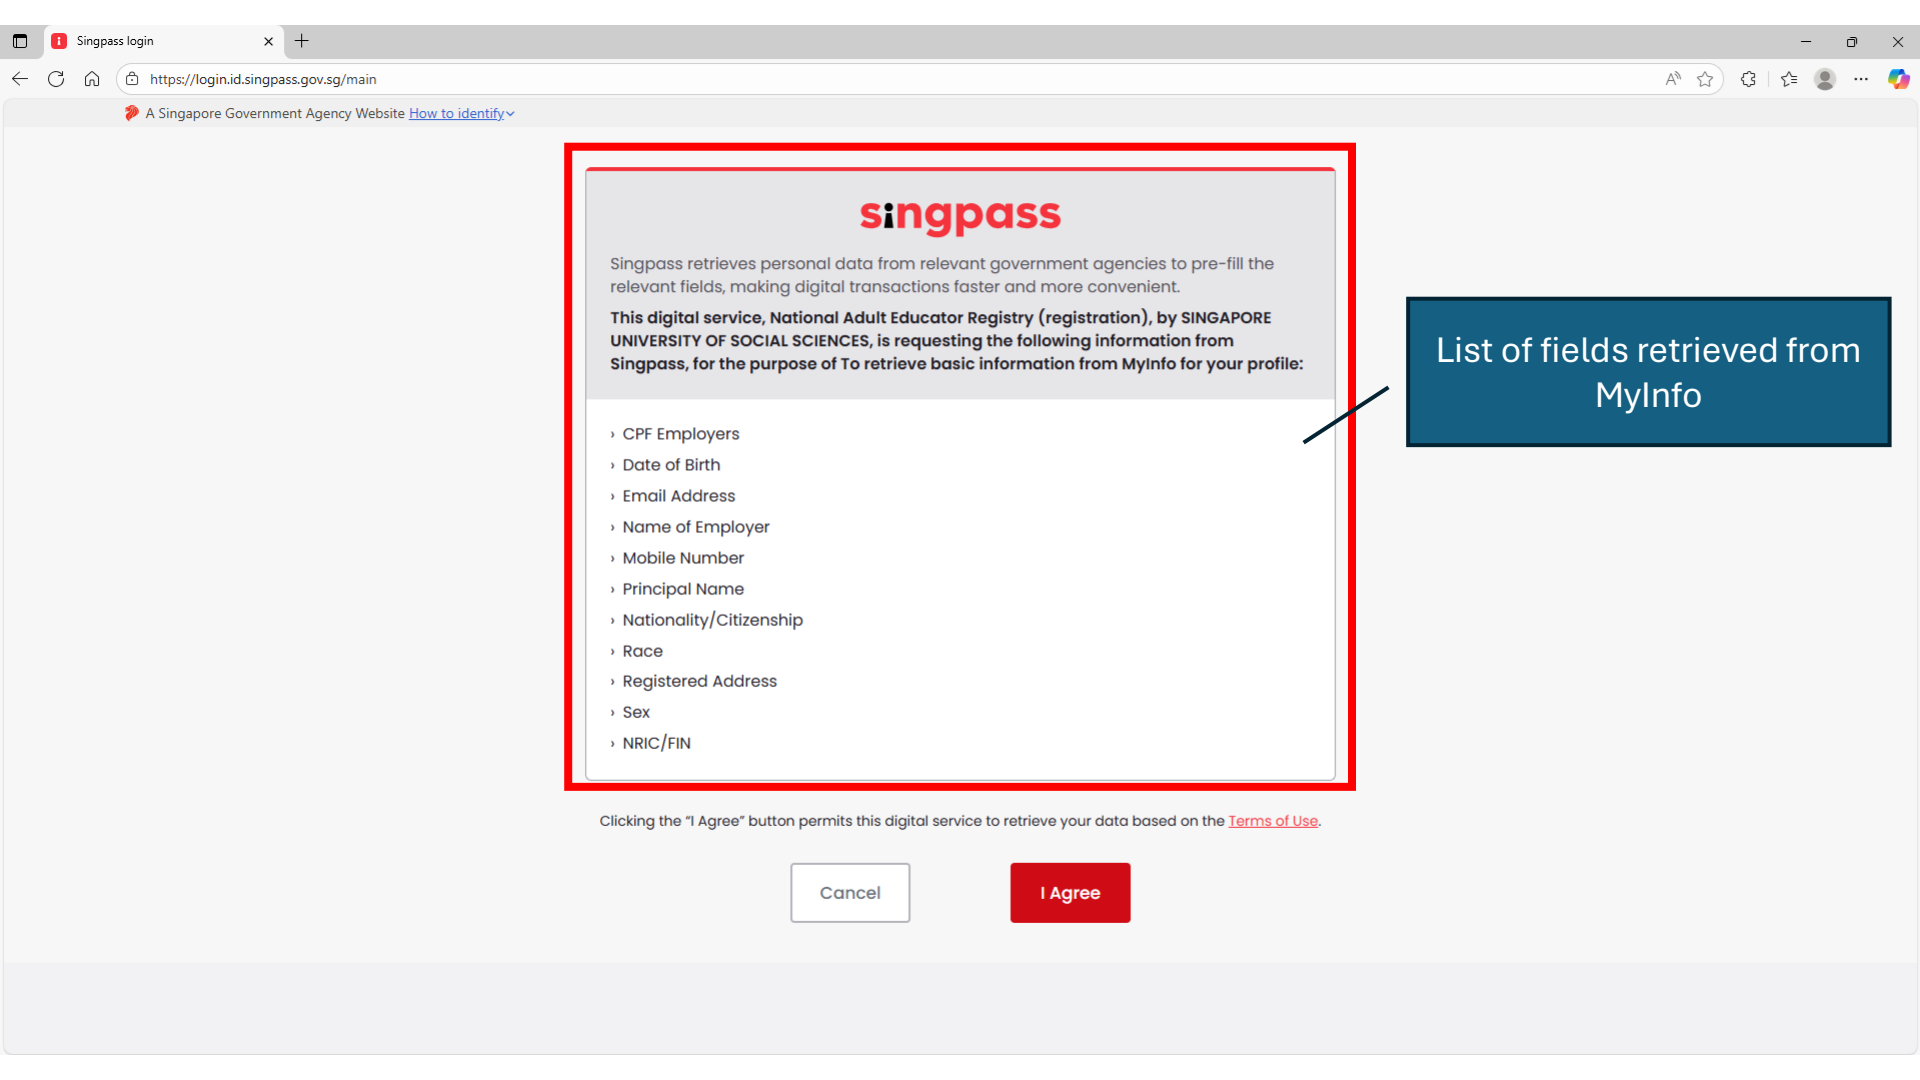 Singpass login
https://login.id.singpass.gov.sg/main
A Singapore Government Agency Website How to identify
singpass
Singpass retrieves personal data from relevant government agencies to pre-fill the
relevant fields, making digital transactions faster and more convenient.
This digital service, National Adult Educator Registry (registration), by SINGAPORE
UNIVERSITY OF SOCIAL SCIENCES, is requesting the following information from
Singpass, for the purpose of To retrieve basic information from MyInfo for your profile:
› CPF Employers
› Date of Birth
› Email Address
› Name of Employer
› Mobile Number
› Principal Name
› Nationality/Citizenship
› Race
› Registered Address
› Sex
› NRIC/FIN
List of fields retrieved from
MyInfo
Clicking the “I Agree” button permits this digital service to retrieve your data based on the Terms of Use.
Cancel
I Agree